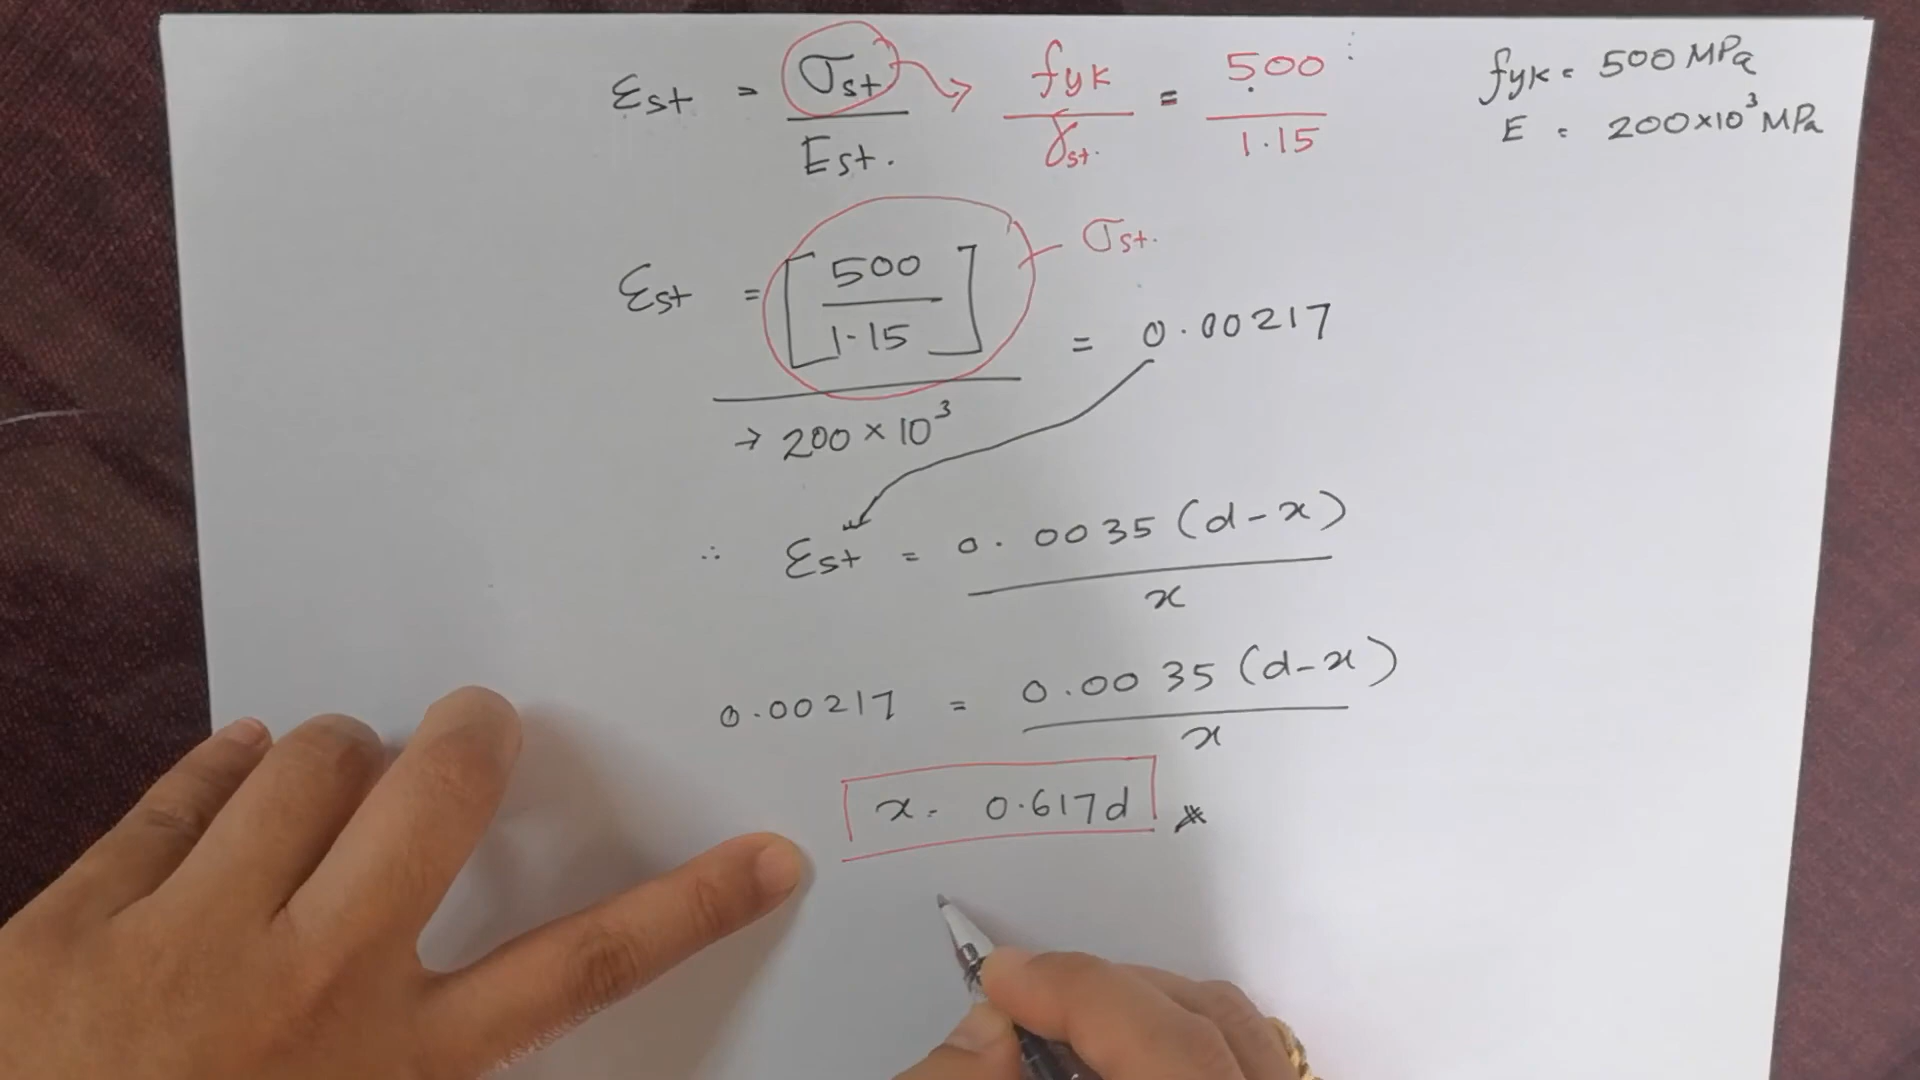 εst = σst / Est. → fyk / γst. = 500 / 1.15
fyk = 500 MPa
E = 200×10³ MPa
εst = [500 / 1.15] / → 200 × 10³ = 0.00217
σst.
∴ εst = 0.0035 (d-x) / x
0.00217 = 0.0035 (d-x) / x
x = 0.617d *